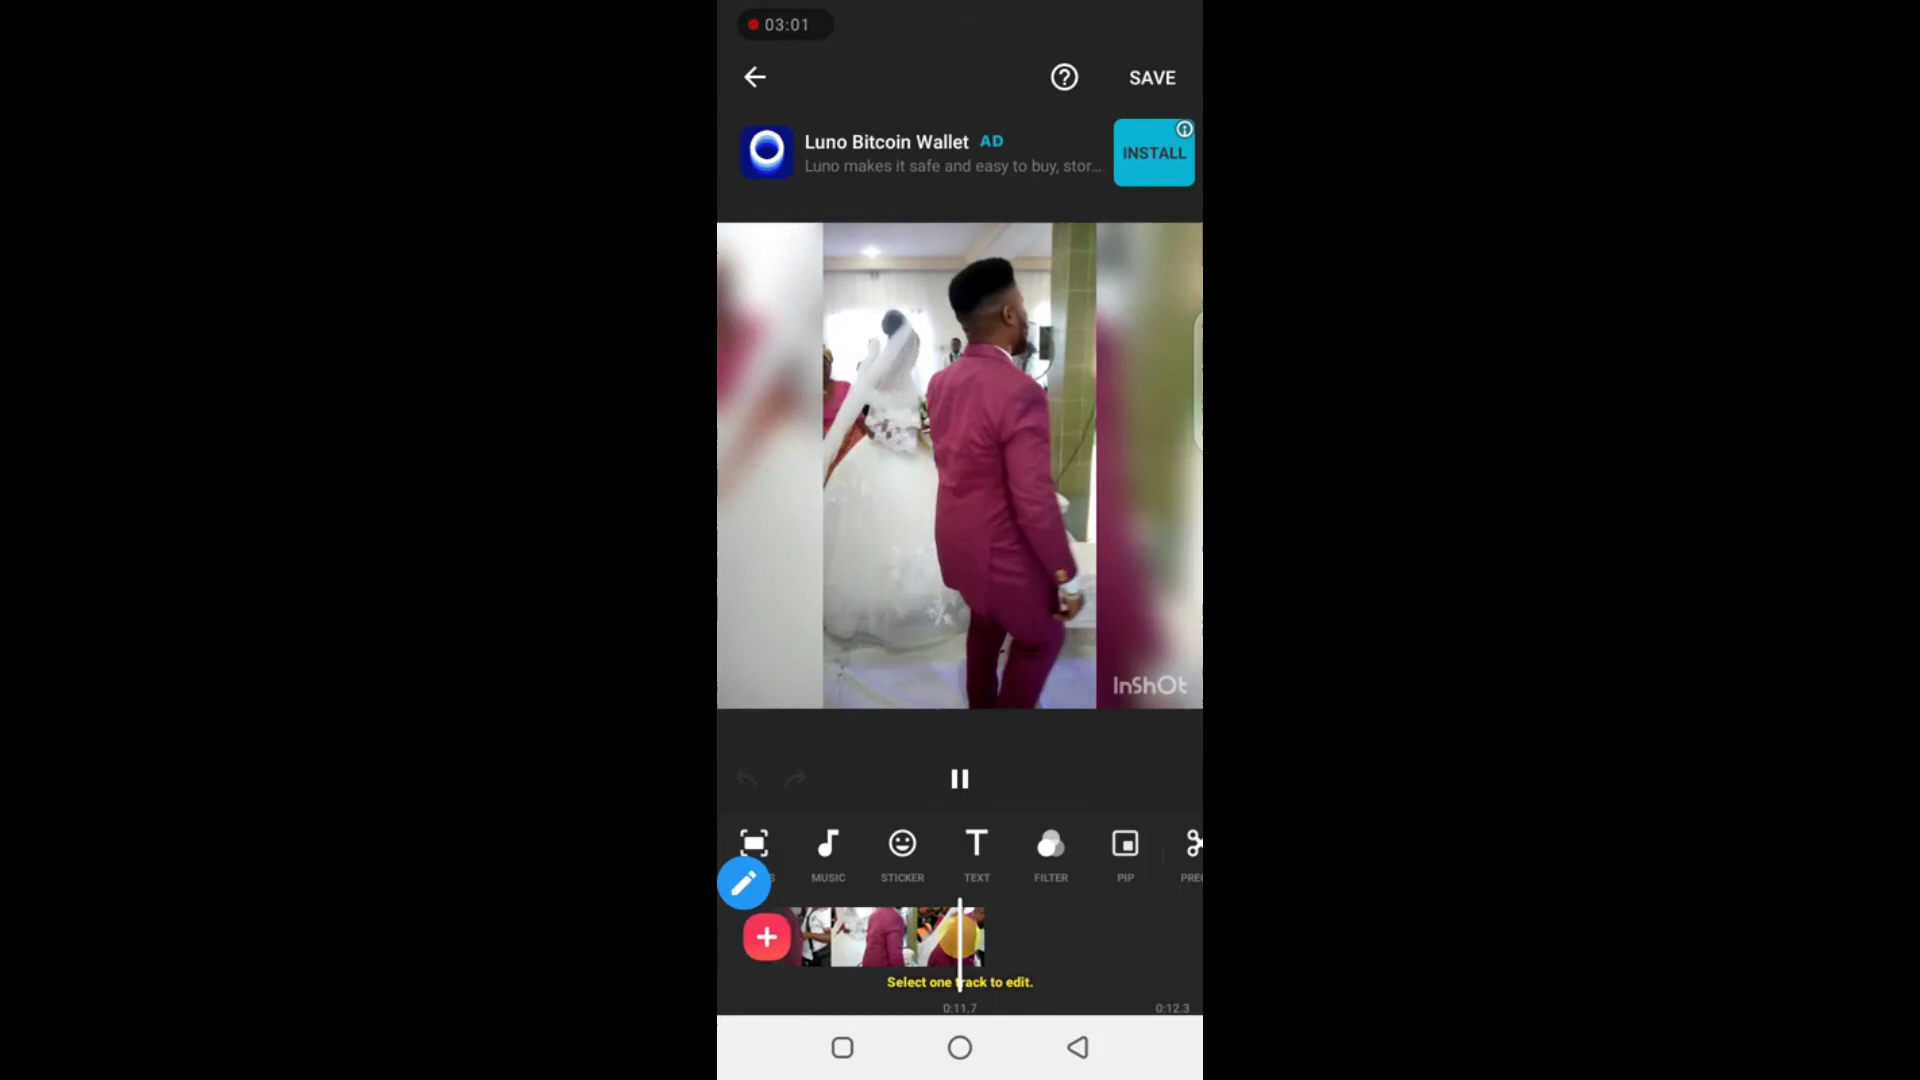 03:01
SAVE
Luno Bitcoin Wallet AD
Luno makes it safe and easy to buy, stor...
INSTALL
InShOt
MUSIC
STICKER
TEXT
FILTER
PIP
PREC
Select one track to edit.
0:11.7
0:12.3